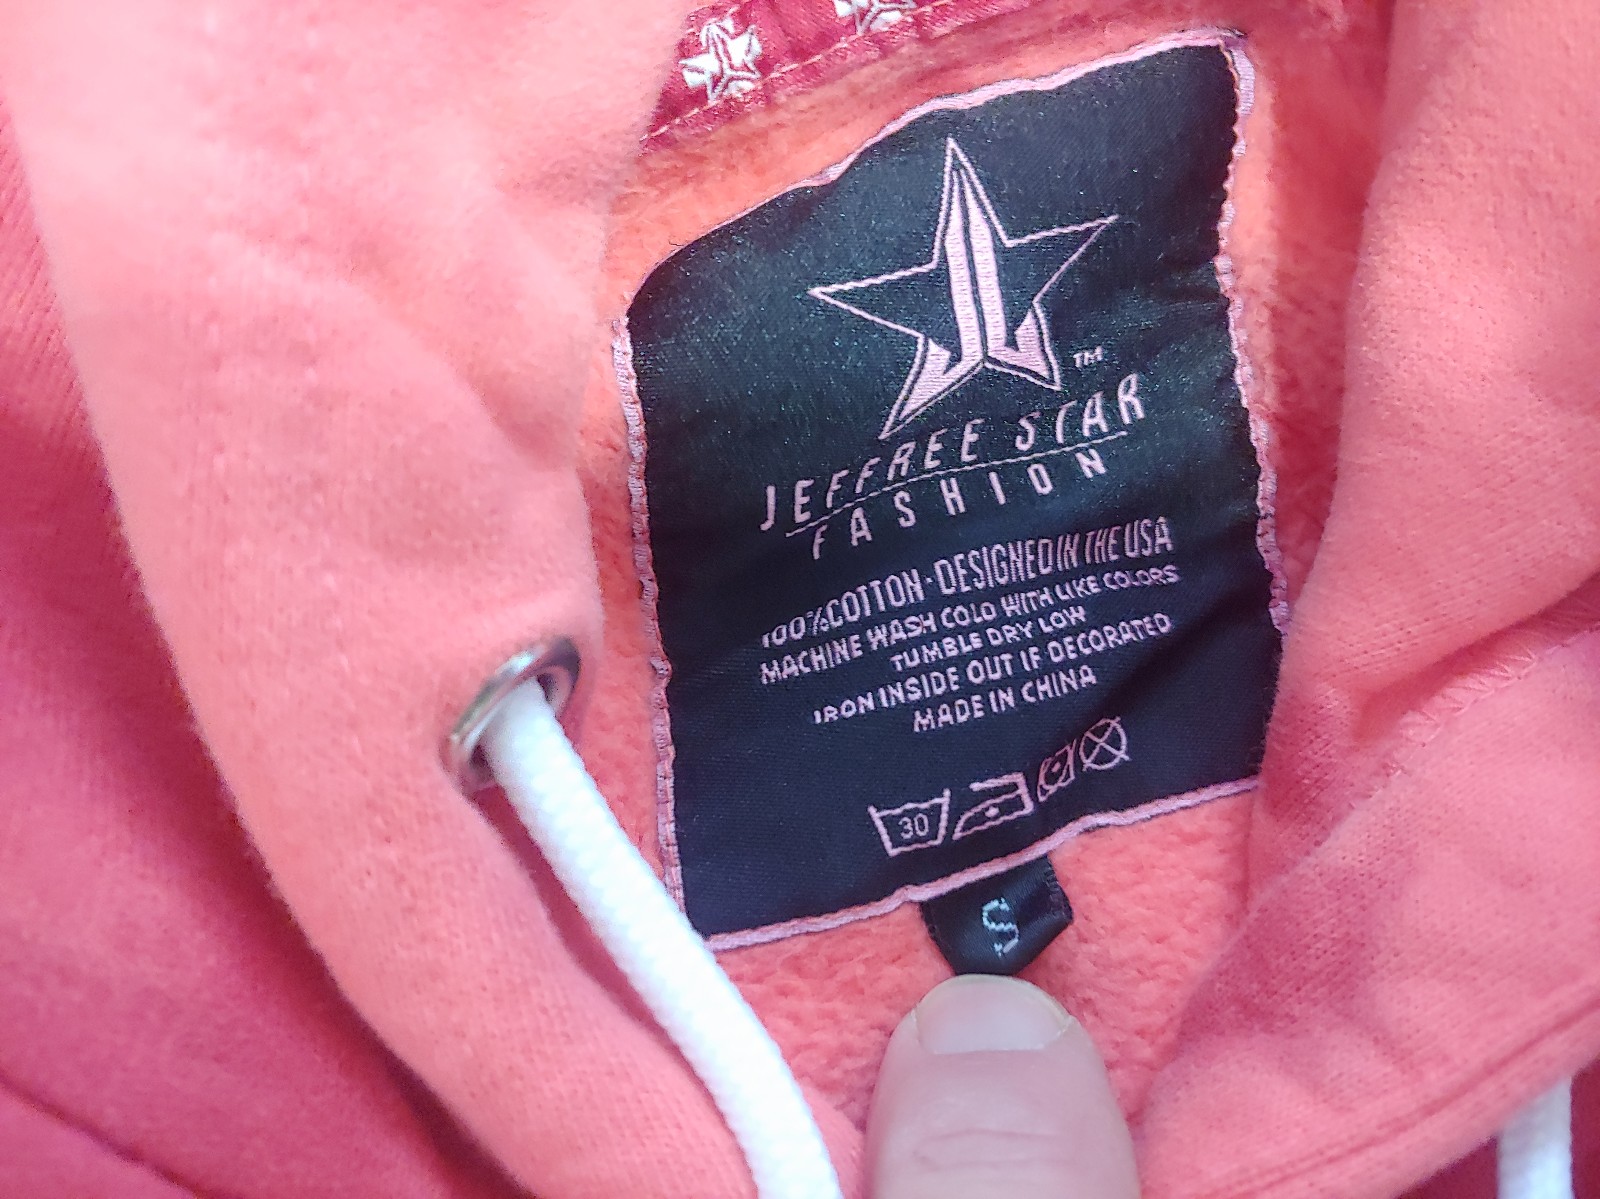 TM
JEFFREE STAR
FASHION
100% COTTON · DESIGNED IN THE USA
MACHINE WASH COLD WITH LIKE COLORS
TUMBLE DRY LOW
IRON INSIDE OUT IF DECORATED
MADE IN CHINA
30
S